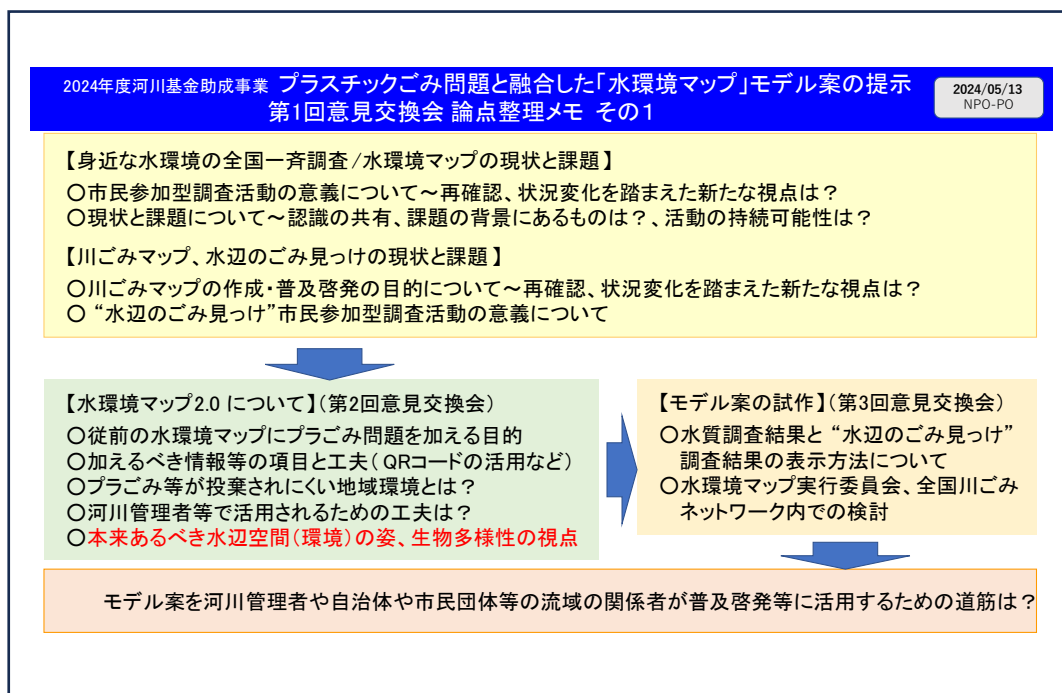 2024年度河川基金助成事業 プラスチックごみ問題と融合した「水環境マップ」モデル案の提示
第1回意見交換会 論点整理メモ その1
2024/05/13
NPO-PO
【身近な水環境の全国一斉調査/水環境マップの現状と課題】
〇市民参加型調査活動の意義について～再確認、状況変化を踏まえた新たな視点は？
〇現状と課題について～認識の共有、課題の背景にあるものは？、活動の持続可能性は？
【川ごみマップ、水辺のごみ見っけの現状と課題】
〇川ごみマップの作成・普及啓発の目的について～再確認、状況変化を踏まえた新たな視点は？
〇 “水辺のごみ見っけ”市民参加型調査活動の意義について
【水環境マップ2.0 について】（第2回意見交換会）
〇従前の水環境マップにプラごみ問題を加える目的
〇加えるべき情報等の項目と工夫（QRコードの活用など）
〇プラごみ等が投棄されにくい地域環境とは？
〇河川管理者等で活用されるための工夫は？
〇本来あるべき水辺空間（環境）の姿、生物多様性の視点
【モデル案の試作】（第3回意見交換会）
〇水質調査結果と “水辺のごみ見っけ”
調査結果の表示方法について
〇水環境マップ実行委員会、全国川ごみ
ネットワーク内での検討
モデル案を河川管理者や自治体や市民団体等の流域の関係者が普及啓発等に活用するための道筋は？